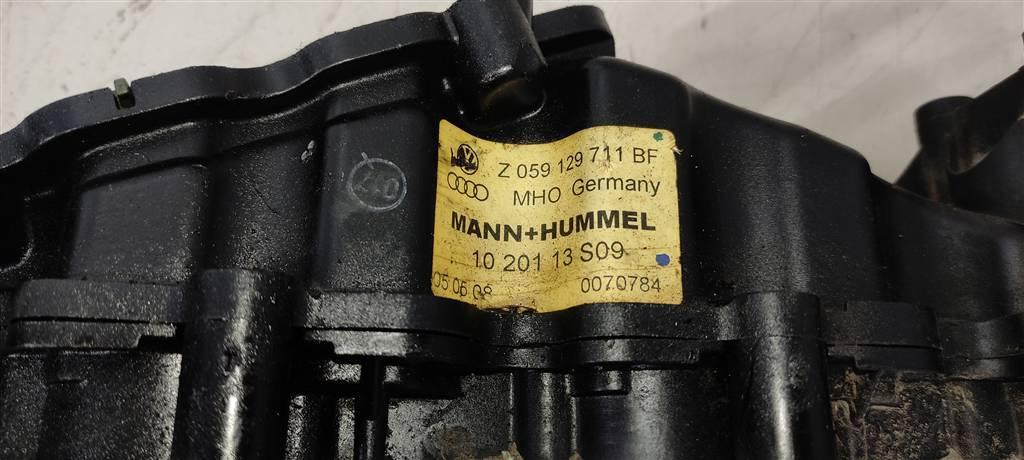 Z 059 129 711 BF
MHO Germany
MANN+HUMMEL
10 201 13 S09
05.06.08 0070784